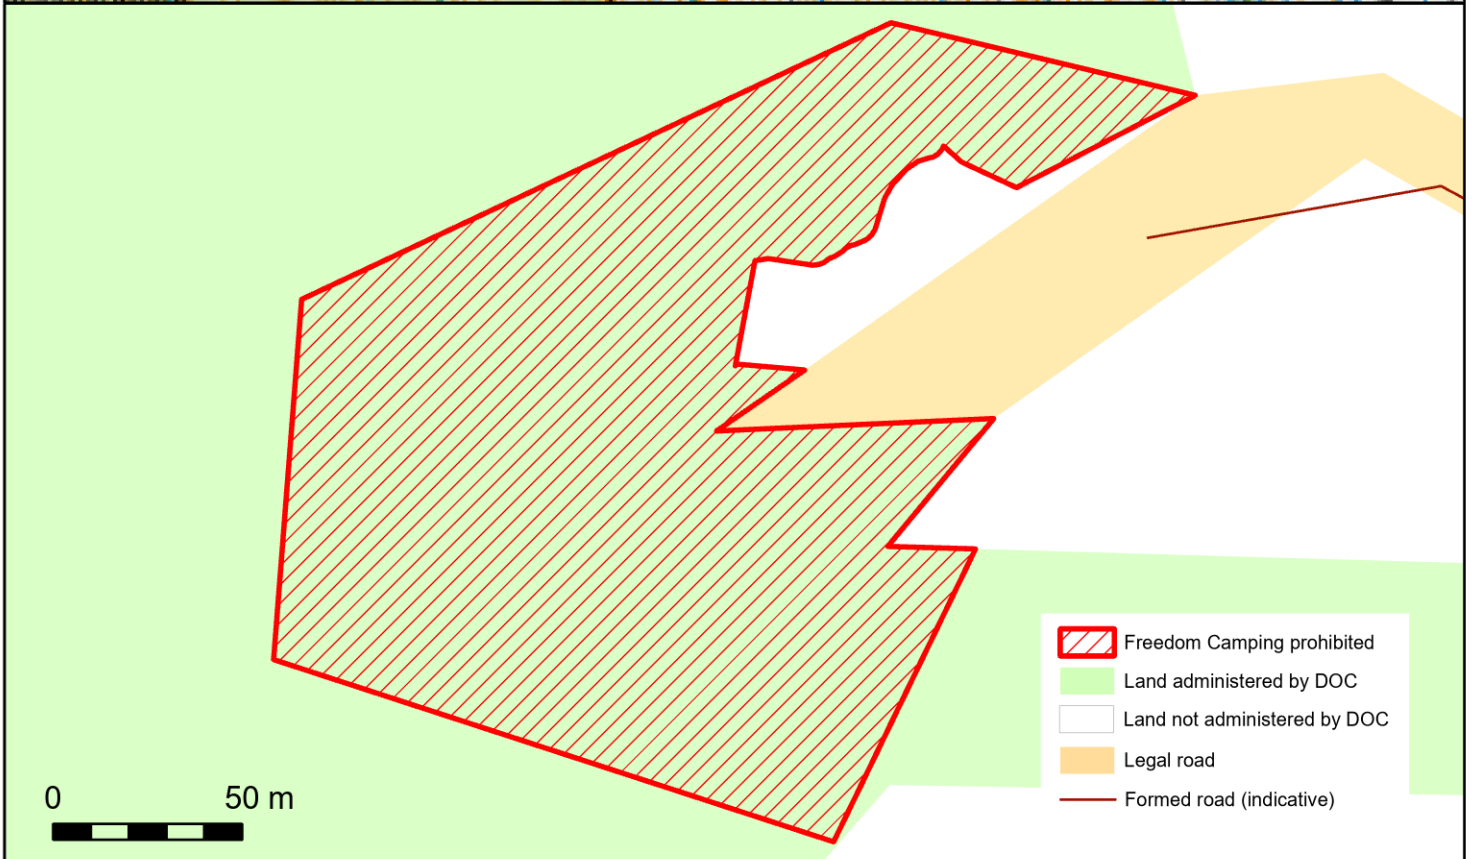 Freedom Camping prohibited
Land administered by DOC
Land not administered by DOC
Legal road
Formed road (indicative)
0 50 m